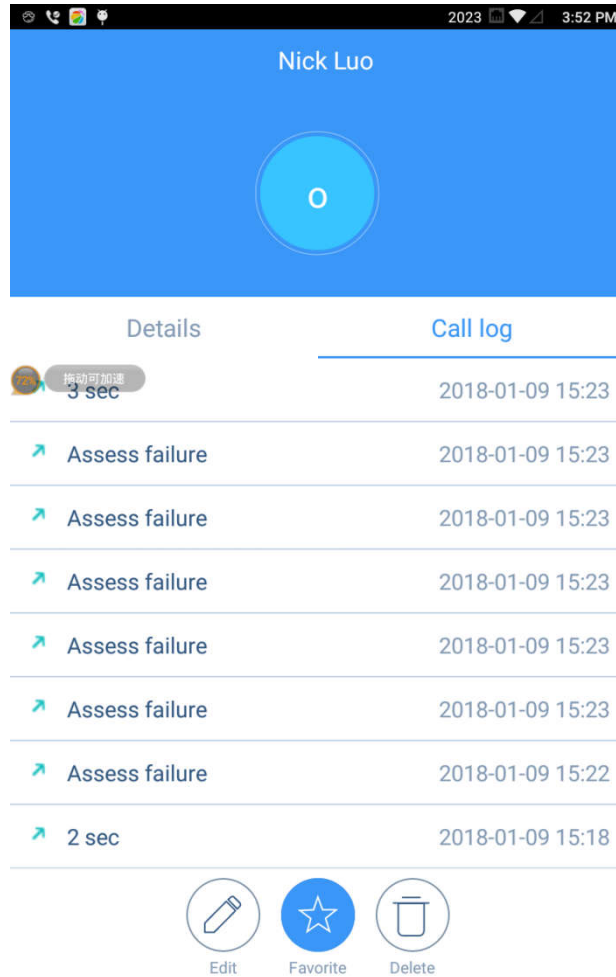 2023 3:52 PM
Nick Luo
o
Details Call log
72%
拖动可加速
3 sec 2018-01-09 15:23
Assess failure 2018-01-09 15:23
Assess failure 2018-01-09 15:23
Assess failure 2018-01-09 15:23
Assess failure 2018-01-09 15:23
Assess failure 2018-01-09 15:23
Assess failure 2018-01-09 15:22
2 sec 2018-01-09 15:18
Edit Favorite Delete